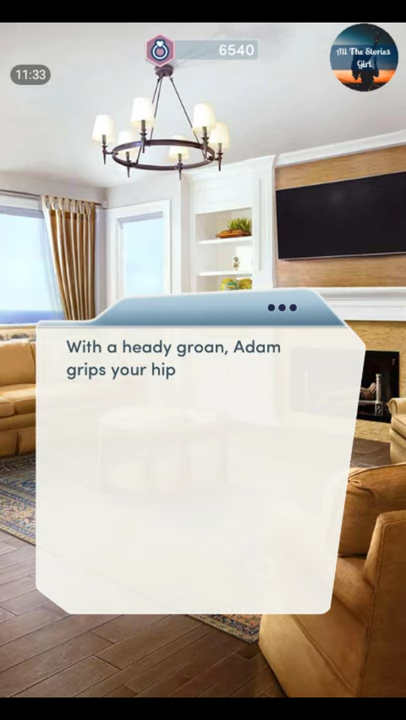 6540
All The Stories
Girl
11:33
With a heady groan, Adam
grips your hip